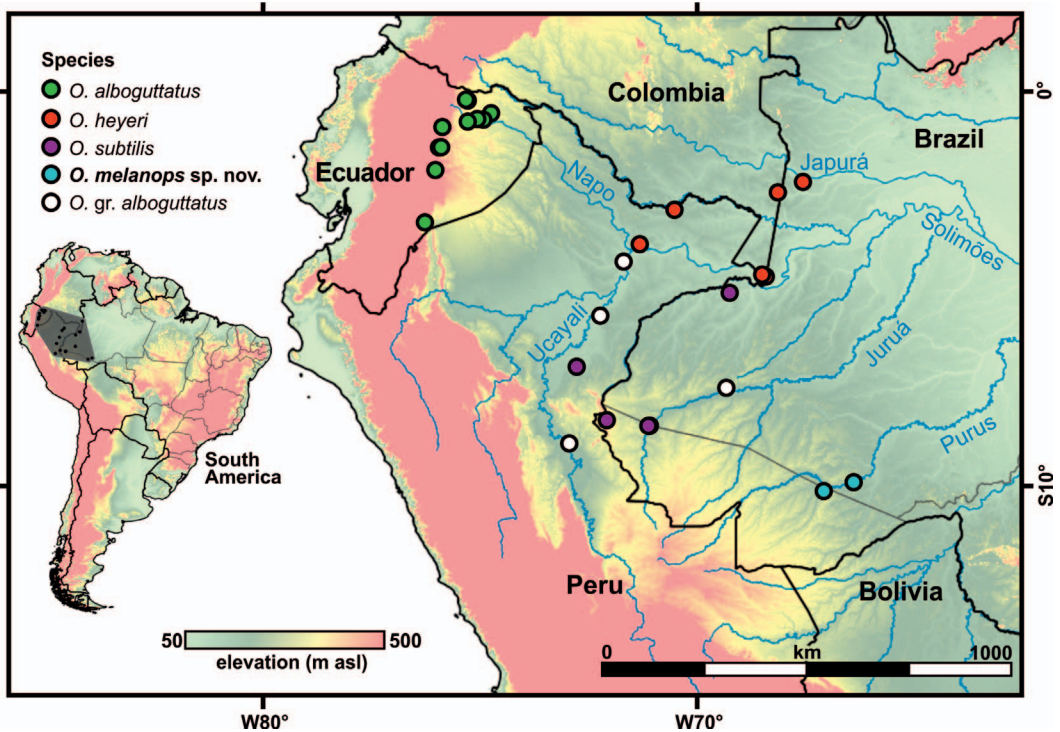 Species
O. alboguttatus
O. heyeri
O. subtilis
O. melanops sp. nov.
O. gr. alboguttatus
Colombia
Brazil
Ecuador
Japurá
Napo
Solimões
Ucayali
Juruá
Purus
South
America
Peru
Bolivia
50
500
elevation (m asl)
0
km
1000
0°
S10°
W80°
W70°